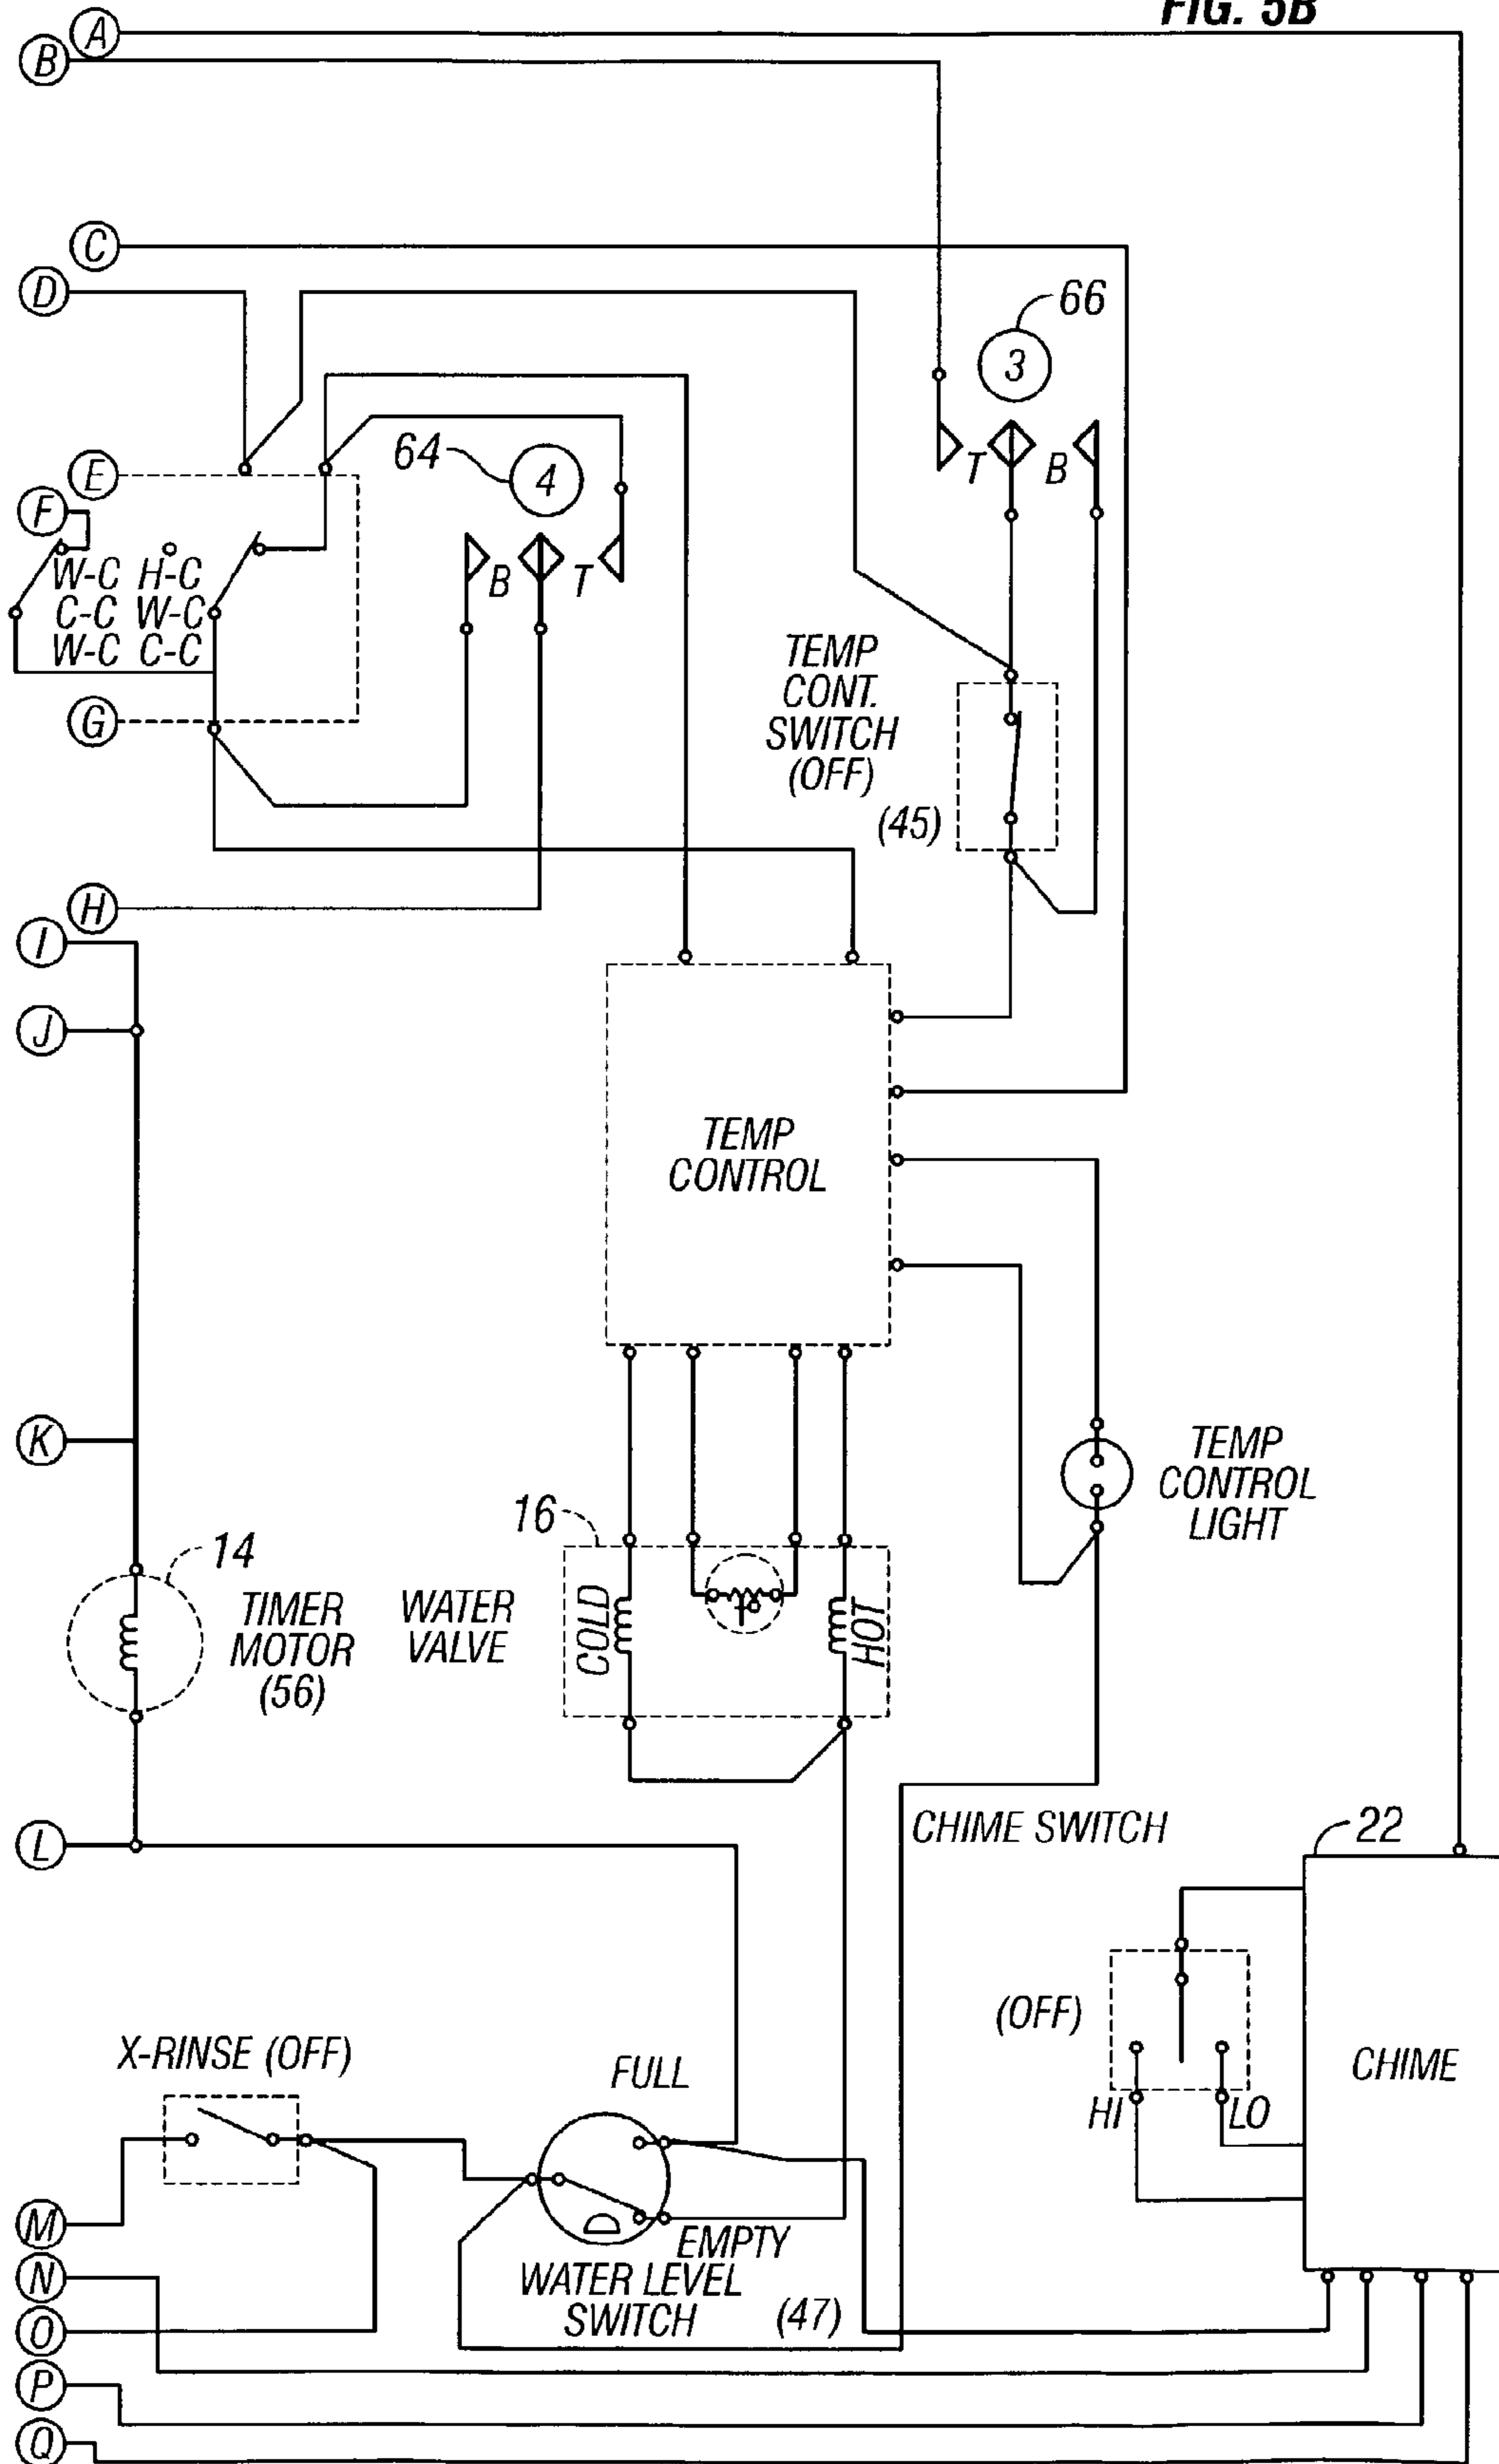 FIG. 5B
A
B
C
D
66
3
64
4
E
F
T B
W-C H-C
C-C W-C
W-C C-C
B T
TEMP
CONT.
SWITCH
(OFF)
(45)
G
H
I
J
TEMP
CONTROL
K
TEMP
CONTROL
LIGHT
16
14
TIMER
MOTOR
(56)
WATER
VALVE
COLD
HOT
CHIME SWITCH
22
L
(OFF)
CHIME
X-RINSE (OFF)
FULL
HI
LO
M
EMPTY
WATER LEVEL
SWITCH
(47)
N
O
P
Q